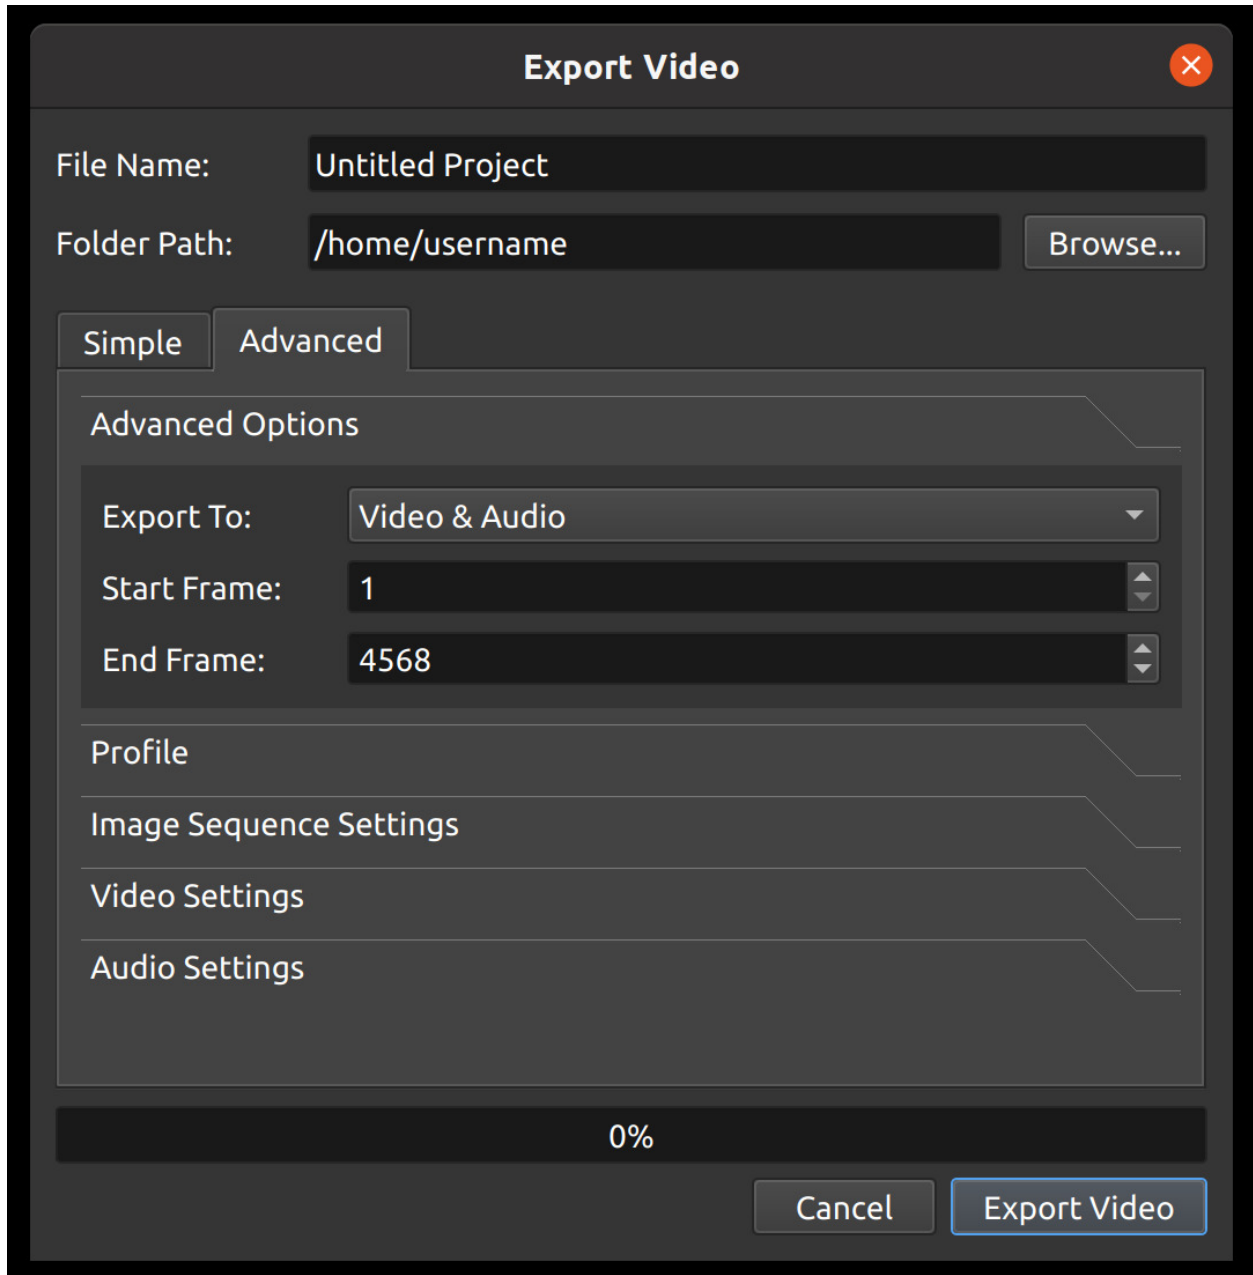 Export Video
File Name: Untitled Project
Folder Path: /home/username Browse...
Simple Advanced
Advanced Options
Export To: Video & Audio
Start Frame: 1
End Frame: 4568
Profile
Image Sequence Settings
Video Settings
Audio Settings
0%
Cancel Export Video